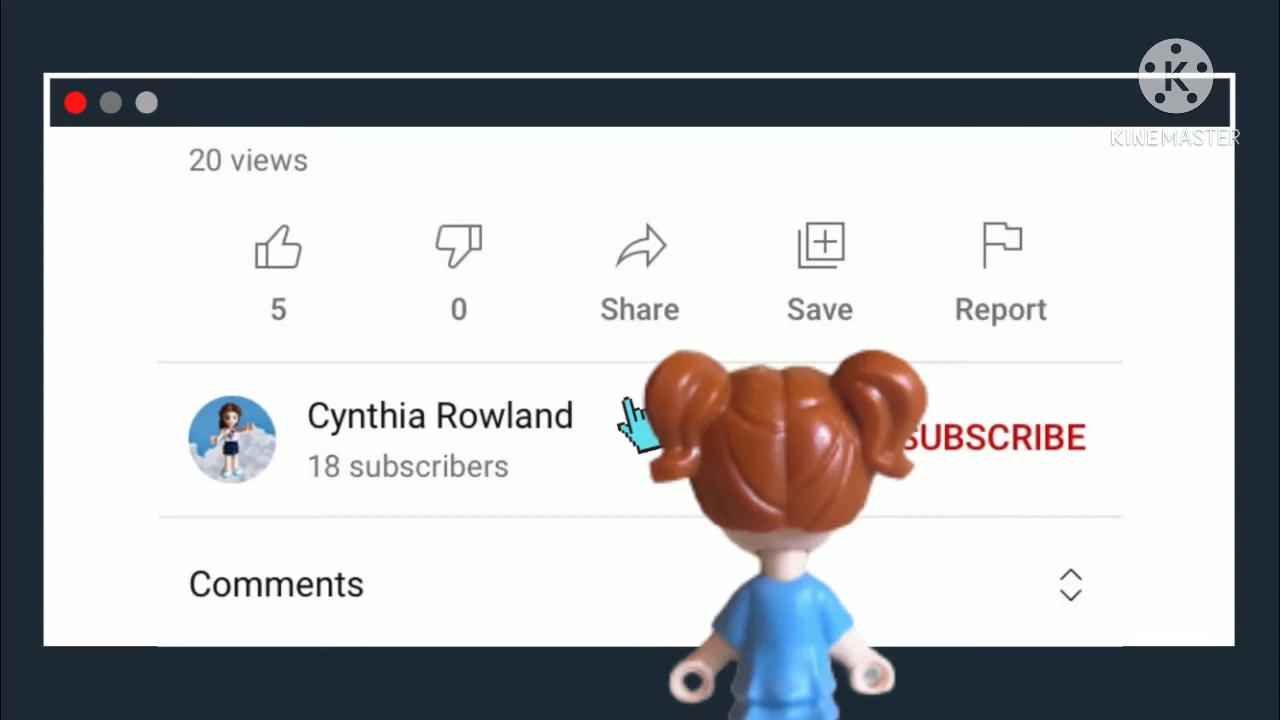 K
KINEMASTER
20 views
5
0
Share
Save
Report
Cynthia Rowland
SUBSCRIBE
18 subscribers
Comments